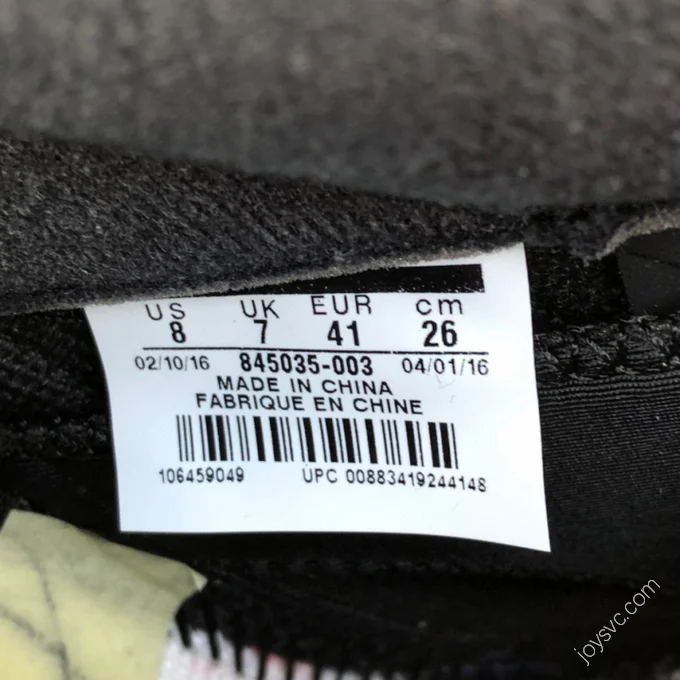 US UK EUR cm
8 7 41 26
02/10/16 845035-003 04/01/16
MADE IN CHINA
FABRIQUE EN CHINE
106459049 UPC 00883419244148
joysvc.com